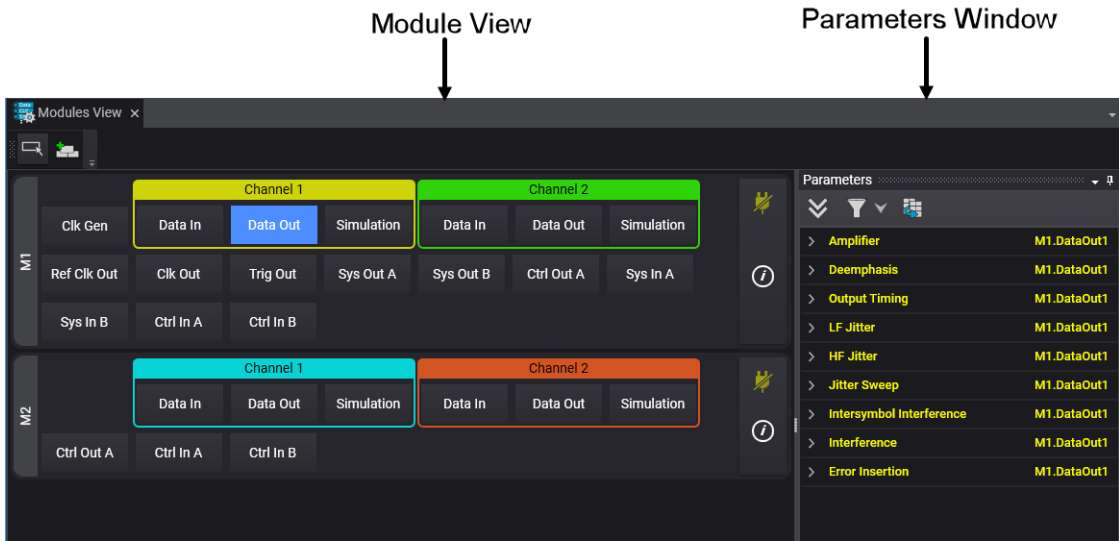 Module View Parameters Window
Modules View
Parameters
Channel 1 Channel 2
Clk Gen Data In Data Out Simulation Data In Data Out Simulation
M1
Ref Clk Out Clk Out Trig Out Sys Out A Sys Out B Ctrl Out A Sys In A
Sys In B Ctrl In A Ctrl In B
Channel 1 Channel 2
Data In Data Out Simulation Data In Data Out Simulation
M2
Ctrl Out A Ctrl In A Ctrl In B
Amplifier M1.DataOut1
Deemphasis M1.DataOut1
Output Timing M1.DataOut1
LF Jitter M1.DataOut1
HF Jitter M1.DataOut1
Jitter Sweep M1.DataOut1
Intersymbol Interference M1.DataOut1
Interference M1.DataOut1
Error Insertion M1.DataOut1